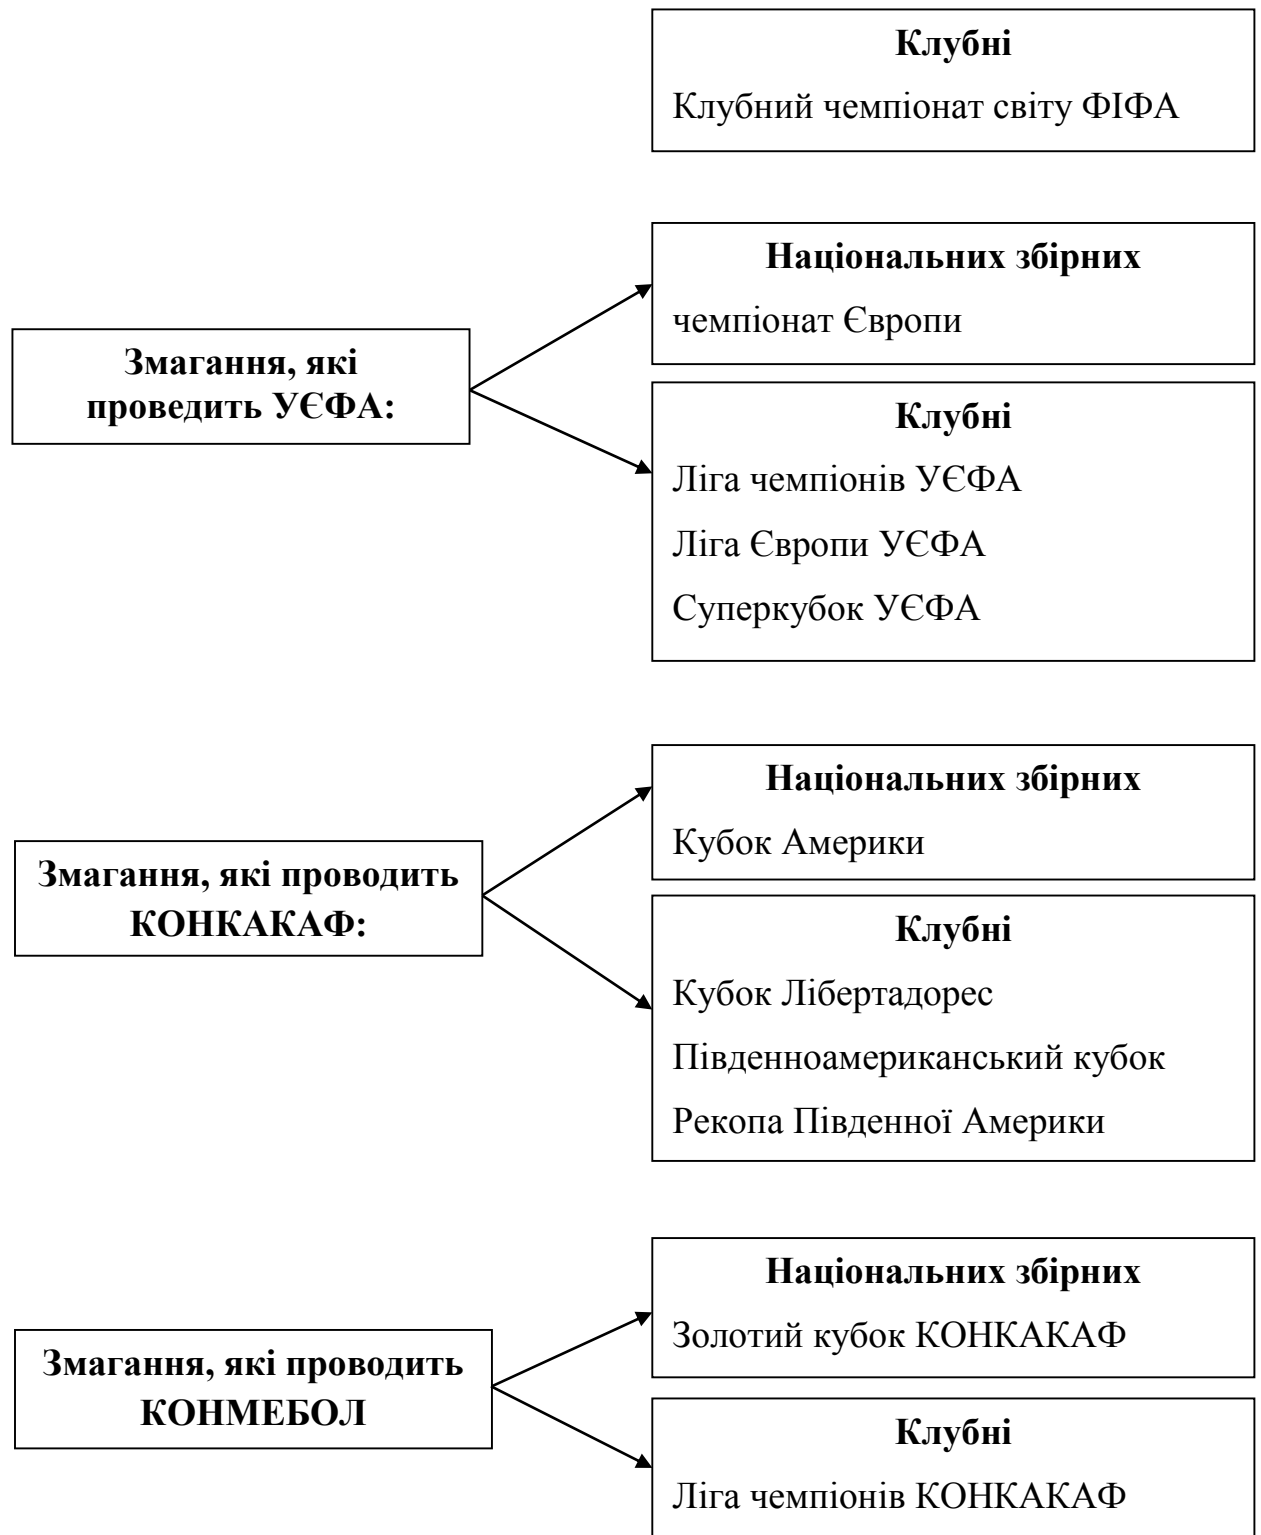 Клубні
Клубний чемпіонат світу ФІФА
Змагання, які
проведить УЄФА:
Національних збірних
чемпіонат Європи
Клубні
Ліга чемпіонів УЄФА
Ліга Європи УЄФА
Суперкубок УЄФА
Змагання, які проводить
КОНКАКАФ:
Національних збірних
Кубок Америки
Клубні
Кубок Лібертадорес
Південноамериканський кубок
Рекопа Південної Америки
Змагання, які проводить
КОНМЕБОЛ
Національних збірних
Золотий кубок КОНКАКАФ
Клубні
Ліга чемпіонів КОНКАКАФ